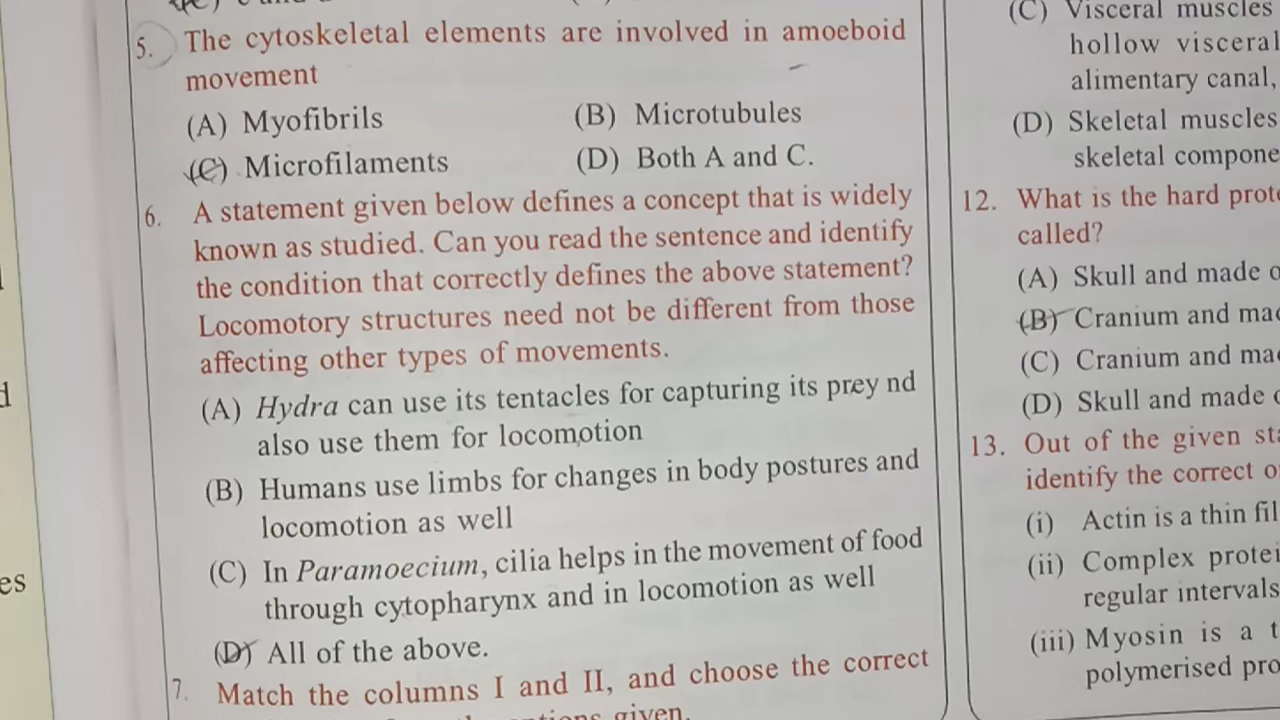 5. The cytoskeletal elements are involved in amoeboid
movement
(A) Myofibrils (B) Microtubules
(C) Microfilaments (D) Both A and C.
6. A statement given below defines a concept that is widely
known as studied. Can you read the sentence and identify
the condition that correctly defines the above statement?
Locomotory structures need not be different from those
affecting other types of movements.
(A) Hydra can use its tentacles for capturing its prey nd
also use them for locomotion
(B) Humans use limbs for changes in body postures and
locomotion as well
(C) In Paramoecium, cilia helps in the movement of food
through cytopharynx and in locomotion as well
(D) All of the above.
7. Match the columns I and II, and choose the correct
given.
(C) Visceral muscles
hollow visceral
alimentary canal,
(D) Skeletal muscles
skeletal
12. What is the hard
called?
(A) Skull and made
(B) Cranium and
(C) Cranium and
(D) Skull and made
13. Out of the given
identify the correct
(i) Actin is a thin
(ii) Complex
regular intervals
(iii) Myosin is a
polymerised